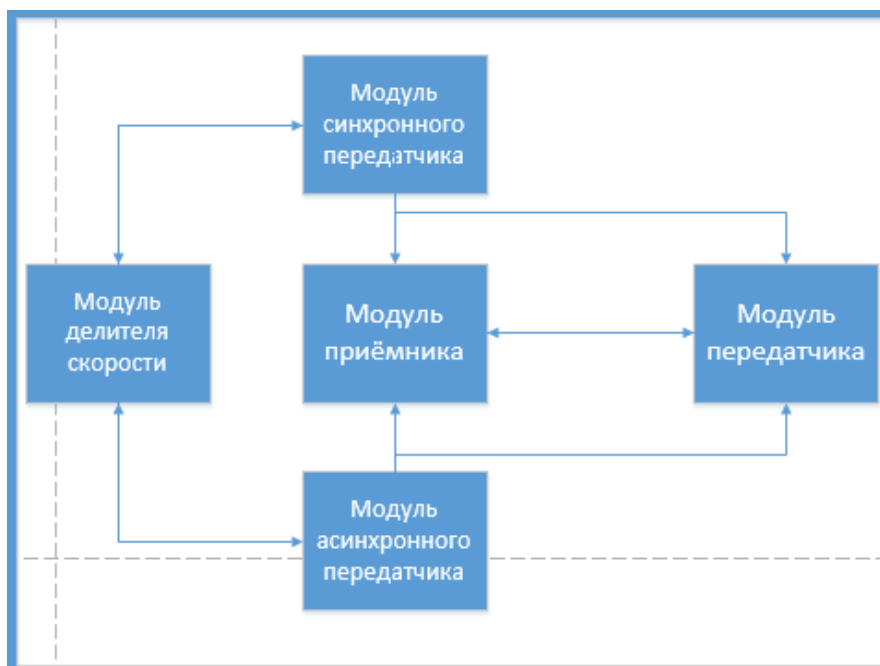 Модуль
синхронного
передатчика
Модуль
делителя
скорости
Модуль
приёмника
Модуль
передатчика
Модуль
асинхронного
передатчика